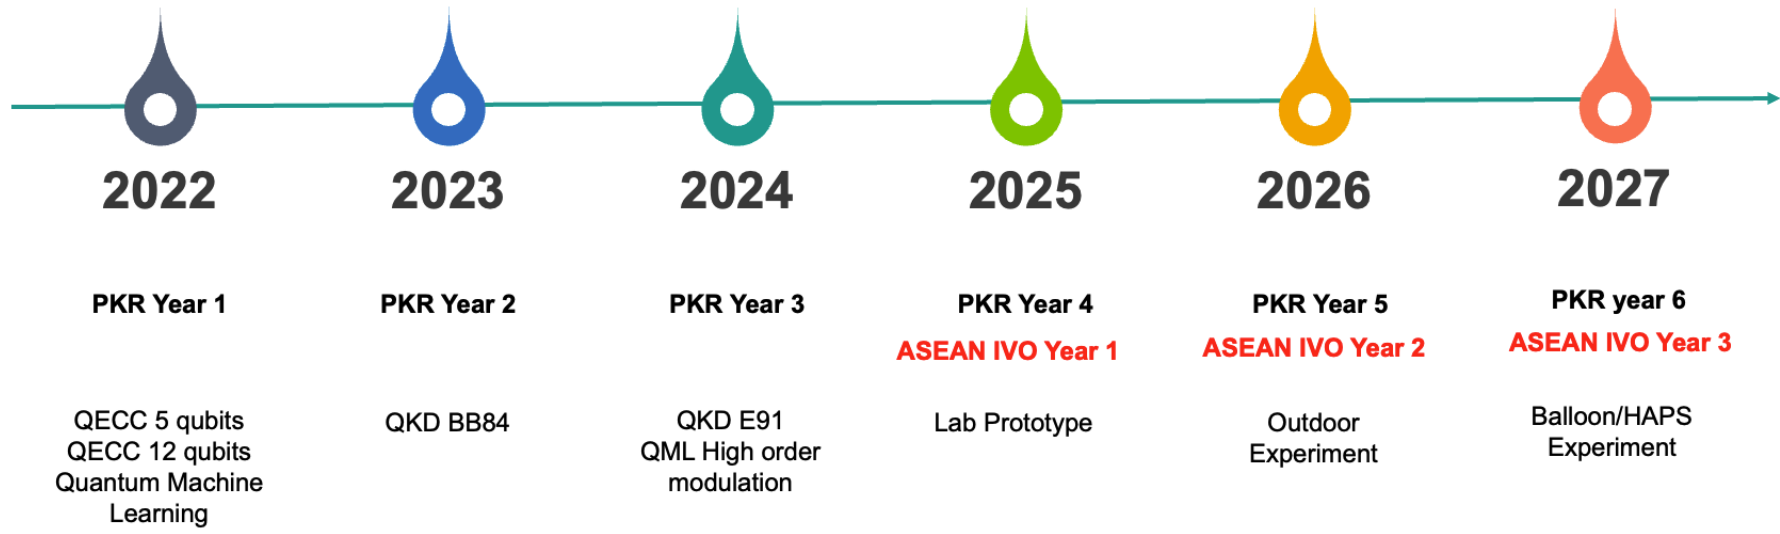 2022
2023
2024
2025
2026
2027
PKR Year 1
PKR Year 2
PKR Year 3
PKR Year 4
ASEAN IVO Year 1
PKR Year 5
ASEAN IVO Year 2
PKR year 6
ASEAN IVO Year 3
QECC 5 qubits
QECC 12 qubits
Quantum Machine
Learning
QKD BB84
QKD E91
QML High order
modulation
Lab Prototype
Outdoor
Experiment
Balloon/HAPS
Experiment